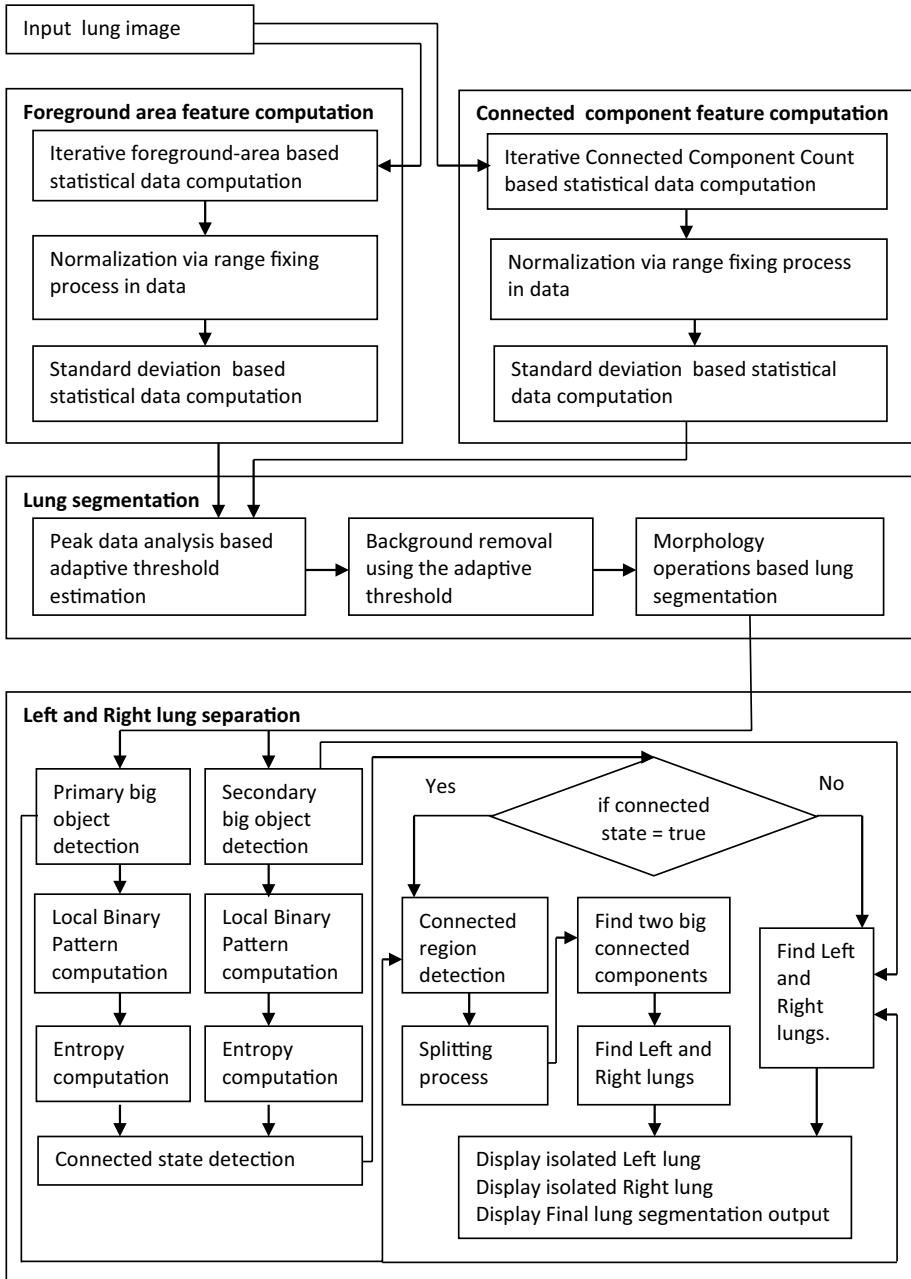 Input lung image
Foreground area feature computation
Iterative foreground-area based
statistical data computation
Normalization via range fixing
process in data
Standard deviation based
statistical data computation
Connected component feature computation
Iterative Connected Component Count
based statistical data computation
Normalization via range fixing process
in data
Standard deviation based statistical
data computation
Lung segmentation
Peak data analysis based
adaptive threshold
estimation
Background removal
using the adaptive
threshold
Morphology
operations based lung
segmentation
Left and Right lung separation
Primary big
object
detection
Secondary
big object
detection
Local Binary
Pattern
computation
Local Binary
Pattern
computation
Entropy
computation
Entropy
computation
Connected state detection
Yes
if connected
state = true
No
Connected
region
detection
Splitting
process
Find two big
connected
components
Find Left and
Right lungs
Find Left
and
Right
lungs.
Display isolated Left lung
Display isolated Right lung
Display Final lung segmentation output